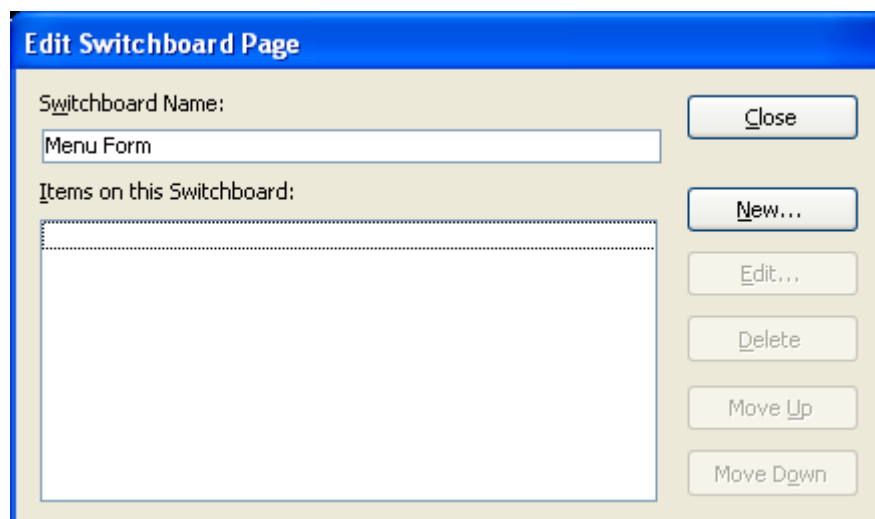 Edit Switchboard Page
Switchboard Name:
Close
Menu Form
Items on this Switchboard:
New...
Edit...
Delete
Move Up
Move Down